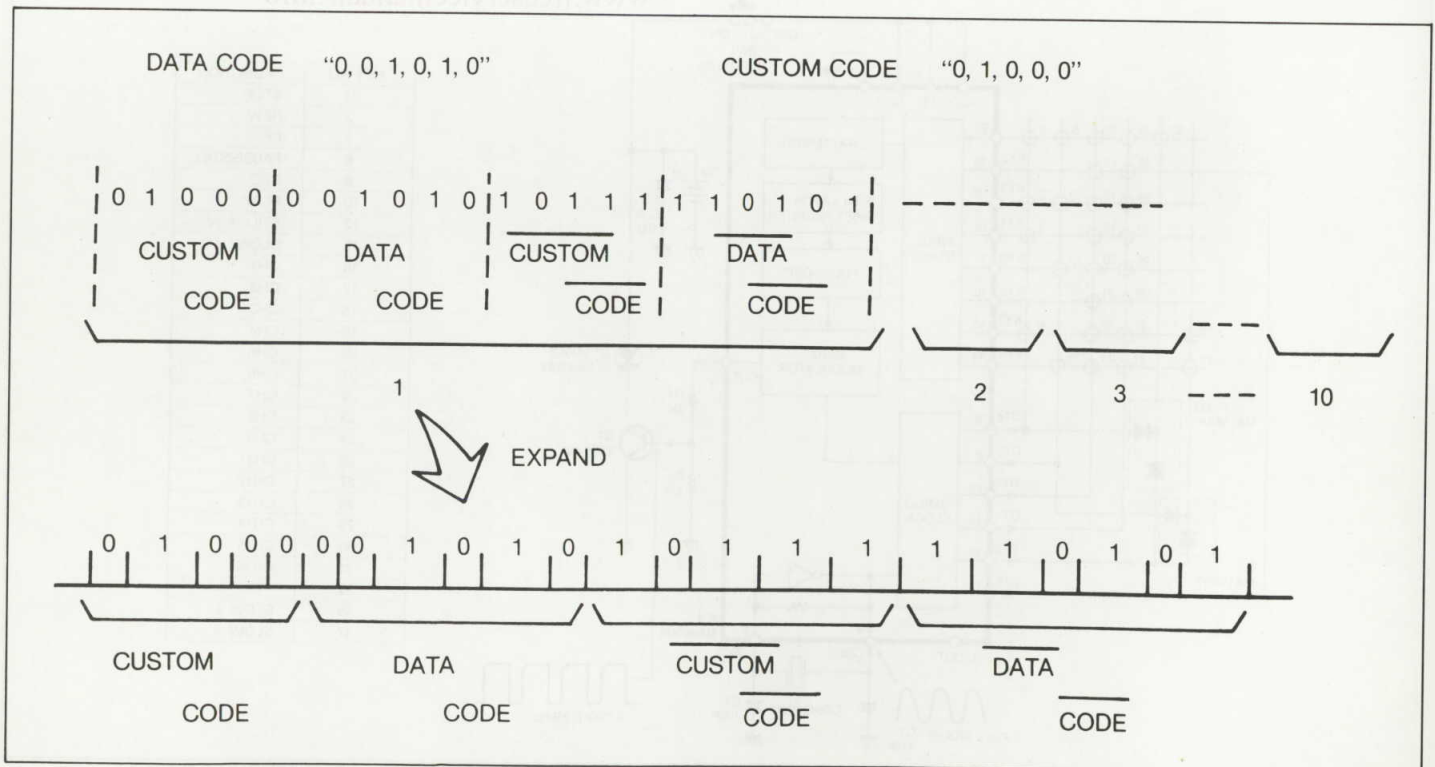 DATA CODE "0, 0, 1, 0, 1, 0" CUSTOM CODE "0, 1, 0, 0, 0"
0 1 0 0 0 0 0 1 0 1 0 1 0 1 1 1 1 1 0 1 0 1
CUSTOM DATA CUSTOM DATA
CODE CODE CODE CODE
1 2 3 10
EXPAND
0 1 0 0 0 0 0 1 0 1 0 1 0 1 1 1 1 1 0 1 0 1
CUSTOM DATA CUSTOM DATA
CODE CODE CODE CODE